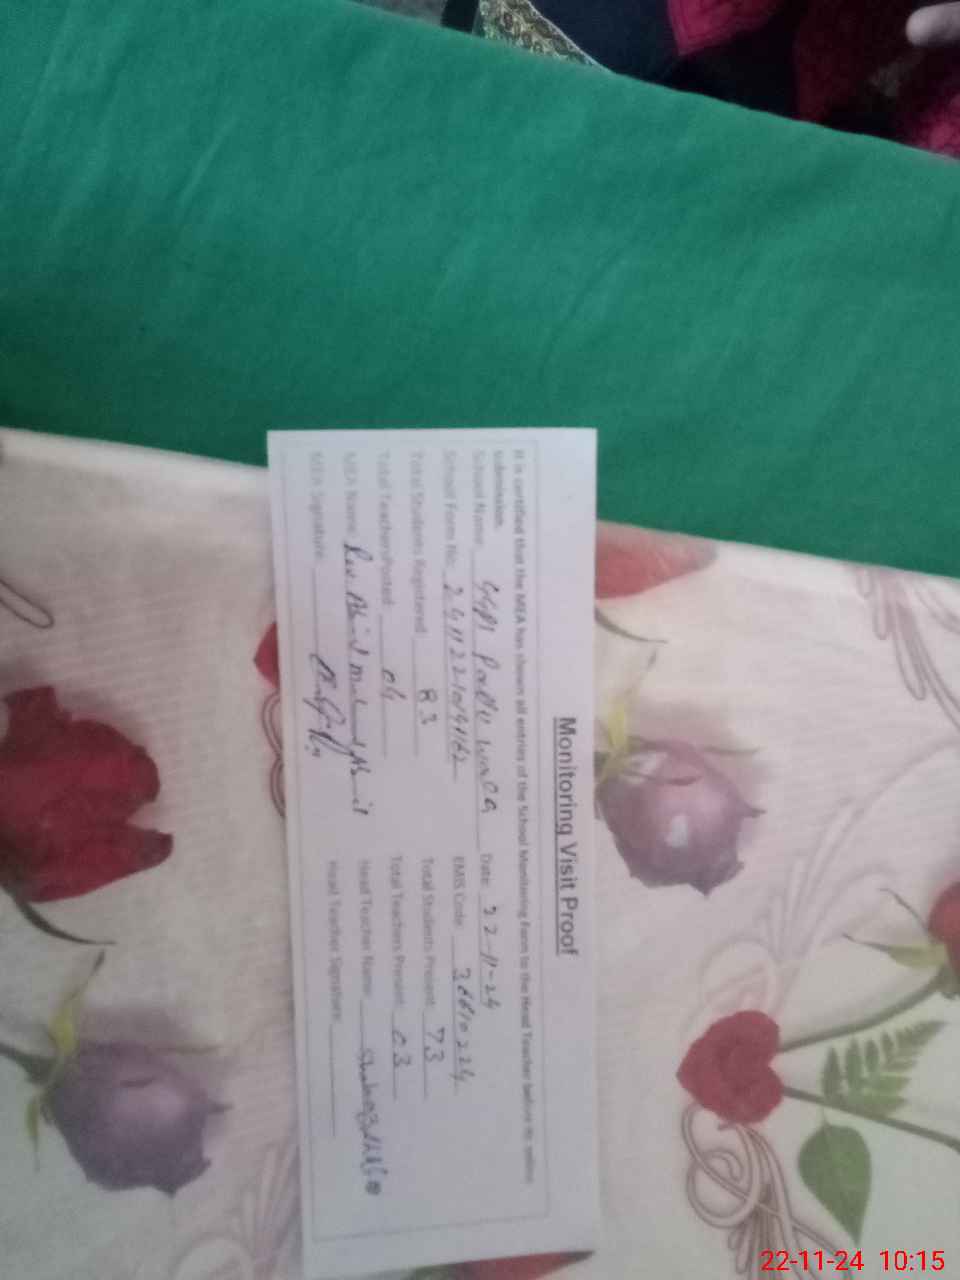 Monitoring Visit Proof
It is certified that the MEA has shown all entries of the School Monitoring Form to the Head Teacher before its online
submission.
School Name: GGPS Date: 22-11-24
School Form No: EMIS Code:
Total Students Registered: 83 Total Students Present: 73
Total Teachers Posted: 04 Total Teachers Present: 03
MEA Name: Head Teacher Name:
MEA Signature: Head Teacher Signature:
22-11-24 10:15